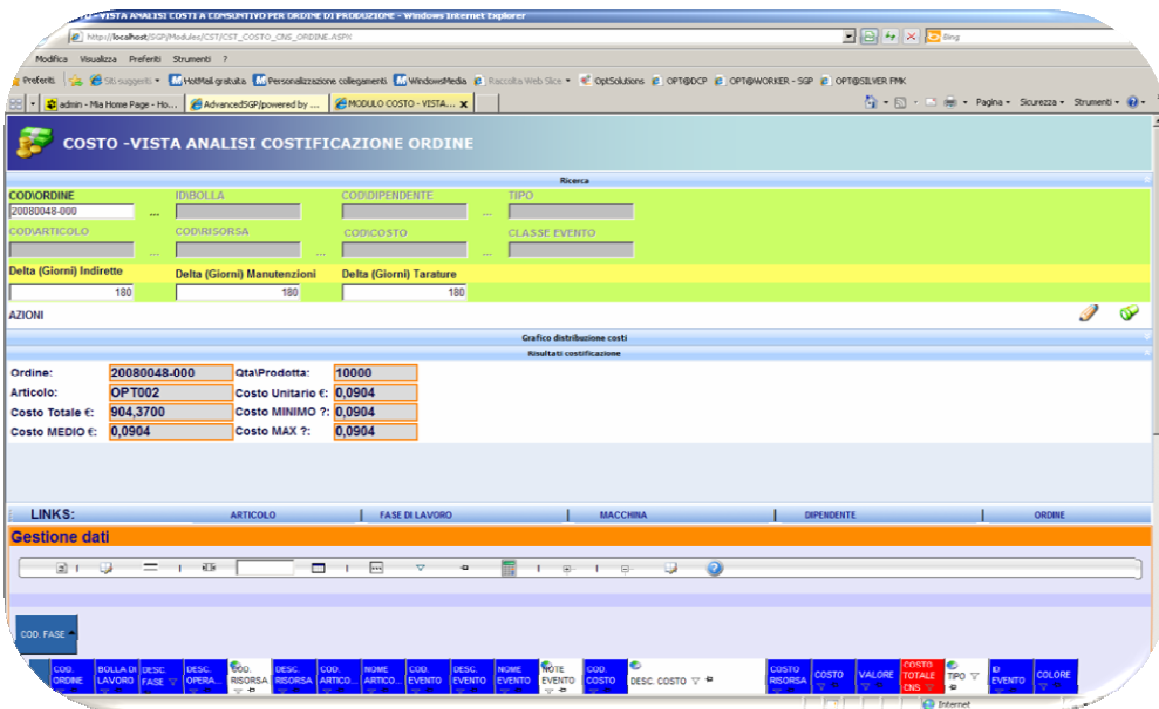 VISTA ANALISI COSTI A CONSUNTIVO PER ORDINE DI PRODUZIONE - Windows Internet Explorer
https://localhost/SGP/Modules/CST/CST_COSTO_CNS_ORDINE.ASPX
Bing
Modifica Visualizza Preferiti Strumenti ?
Preferiti Siti suggeriti HotMail gratuita Personalizzazione collegamenti WindowsMedia Raccolta Web Slice OptSolutions OPT@DCP OPT@WORKER - SGP OPT@SILVER FMK
admin - Mia Home Page - Ho... AdvancedSGP/powered by .... MODULO COSTO - VISTA... X Pagina Sicurezza Strumenti
COSTO -VISTA ANALISI COSTIFICAZIONE ORDINE
Ricerca
COD\ORDINE ID\BOLLA COD\DIPENDENTE TIPO
20080048-000 ... ...
COD\ARTICOLO COD\RISORSA COD\COSTO CLASSE EVENTO
... ... ...
Delta (Giorni) Indirette Delta (Giorni) Manutenzioni Delta (Giorni) Tarature
180 180 180
AZIONI
Grafico distribuzione costi
Risultati costificazione
Ordine: 20080048-000 Qta\Prodotta: 10000
Articolo: OPT002 Costo Unitario €: 0,0904
Costo Totale €: 904,3700 Costo MINIMO ?: 0,0904
Costo MEDIO €: 0,0904 Costo MAX ?: 0,0904
LINKS: ARTICOLO FASE DI LAVORO MACCHINA DIPENDENTE ORDINE
Gestione dati
COD. FASE
COD. ORDINE BOLLA DI LAVORO DESC. FASE DESC. OPERA... COD. RISORSA DESC. RISORSA COD. ARTICO... NOME ARTICO... COD. EVENTO DESC. EVENTO NOME EVENTO NOTE EVENTO COD. COSTO DESC. COSTO COSTO RISORSA COSTO VALORE COSTO TOTALE CNS TIPO ID EVENTO COLORE
Internet